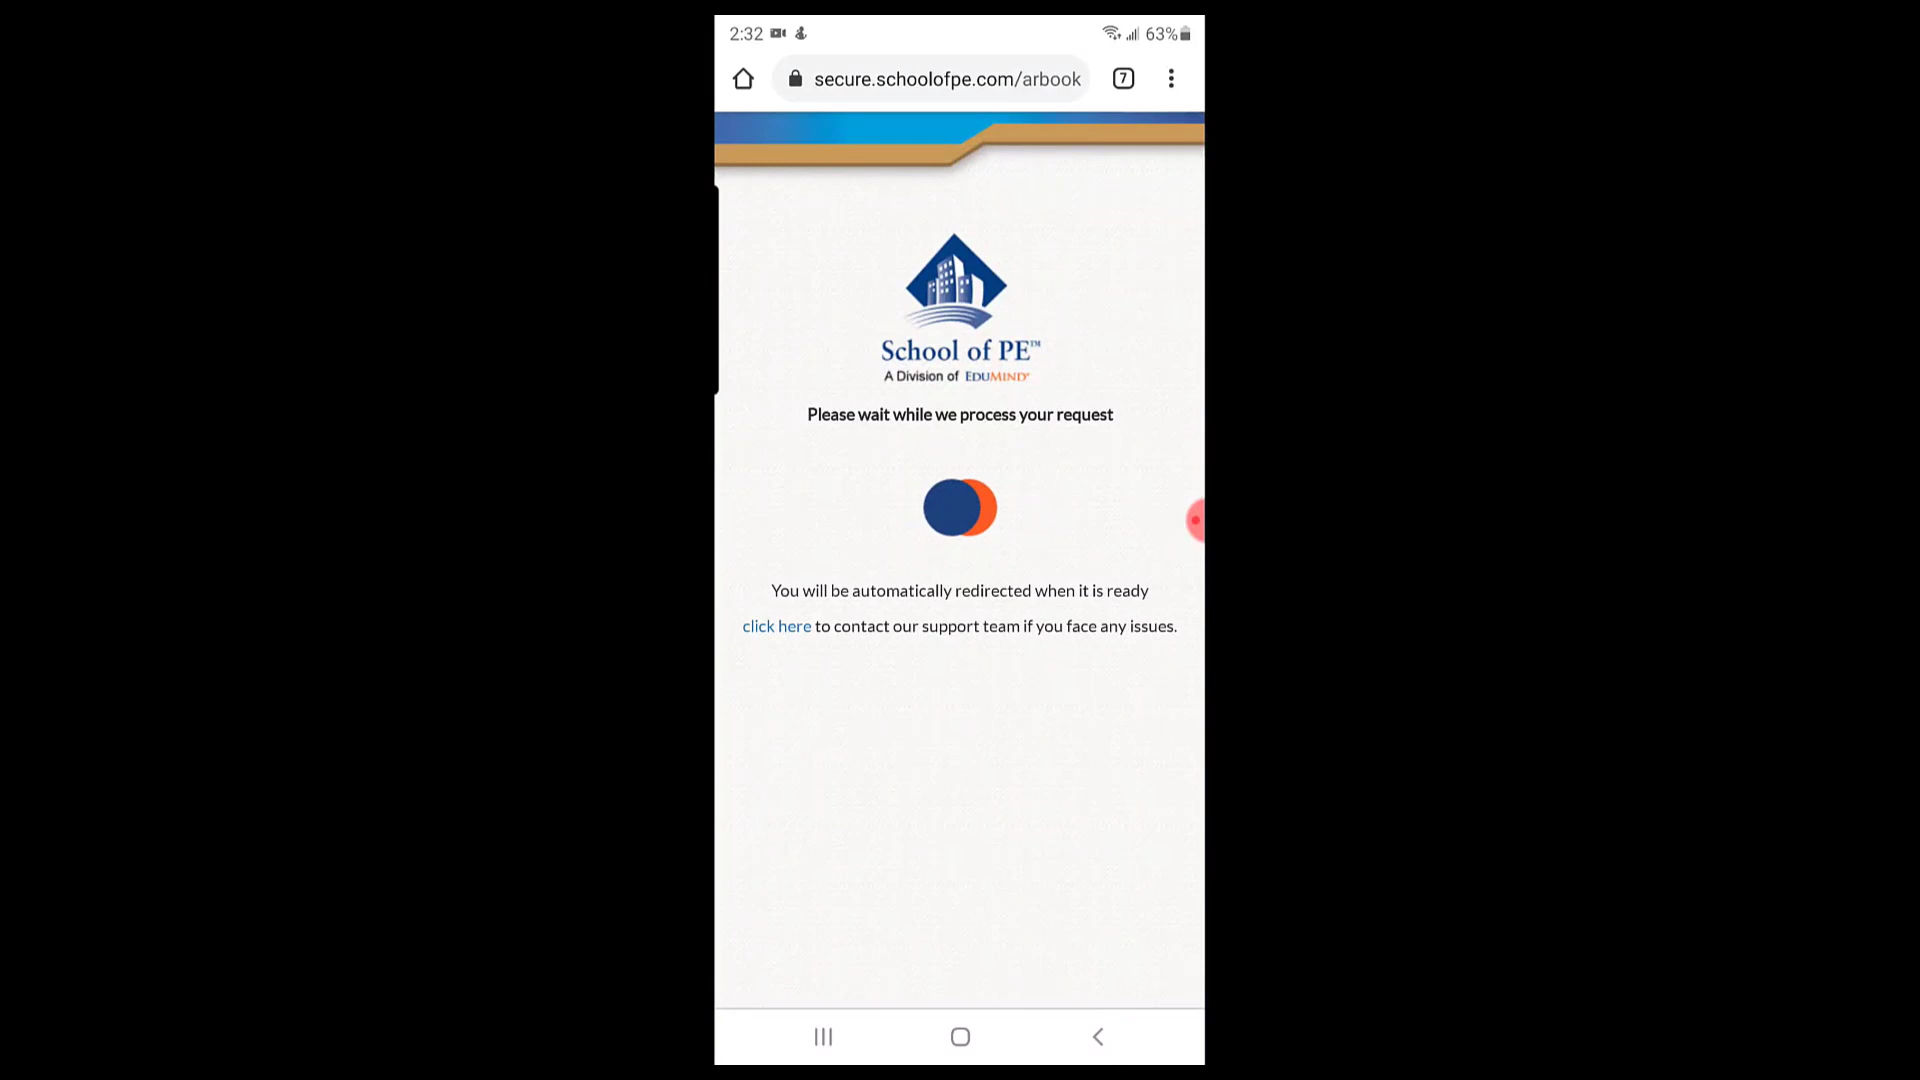 2:32
63%
secure.schoolofpe.com/arbook
7
School of PE™
A Division of EDUMIND®
Please wait while we process your request
You will be automatically redirected when it is ready
click here to contact our support team if you face any issues.